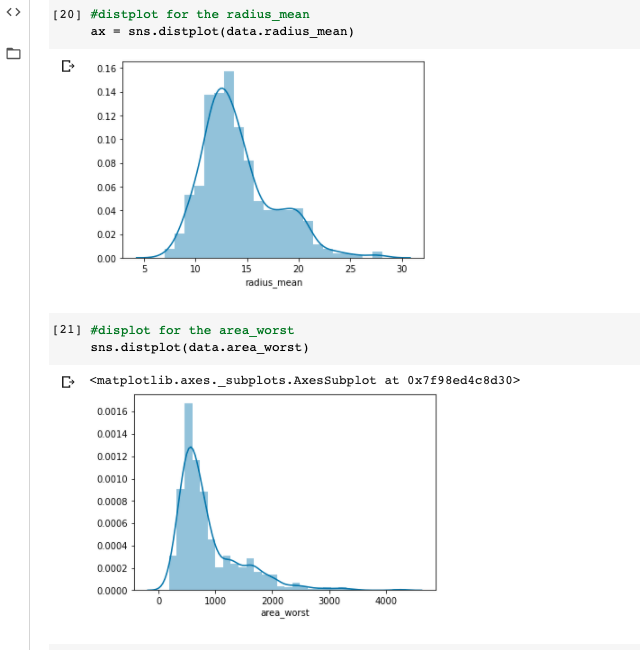 [20] #distplot for the radius_mean
ax = sns.distplot(data.radius_mean)
0.16
0.14
0.12
0.10
0.08
0.06
0.04
0.02
0.00
5 10 15 20 25 30
radius_mean
[21] #displot for the area_worst
sns.distplot(data.area_worst)
<matplotlib.axes._subplots.AxesSubplot at 0x7f98ed4c8d30>
0.0016
0.0014
0.0012
0.0010
0.0008
0.0006
0.0004
0.0002
0.0000
0 1000 2000 3000 4000
area_worst